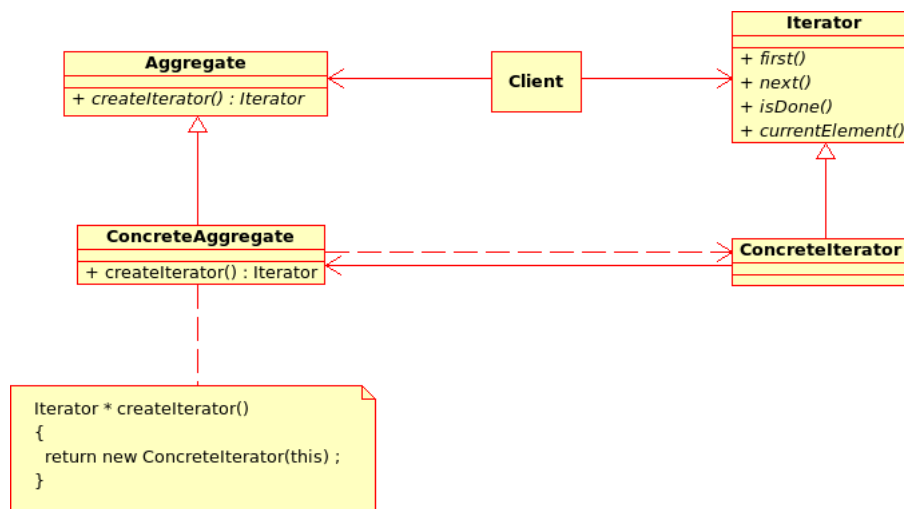 Iterator
+ first()
+ next()
+ isDone()
+ currentElement()
Aggregate
+ createIterator() : Iterator
Client
ConcreteAggregate
+ createIterator() : Iterator
ConcreteIterator
Iterator * createIterator()
{
return new ConcreteIterator(this) ;
}